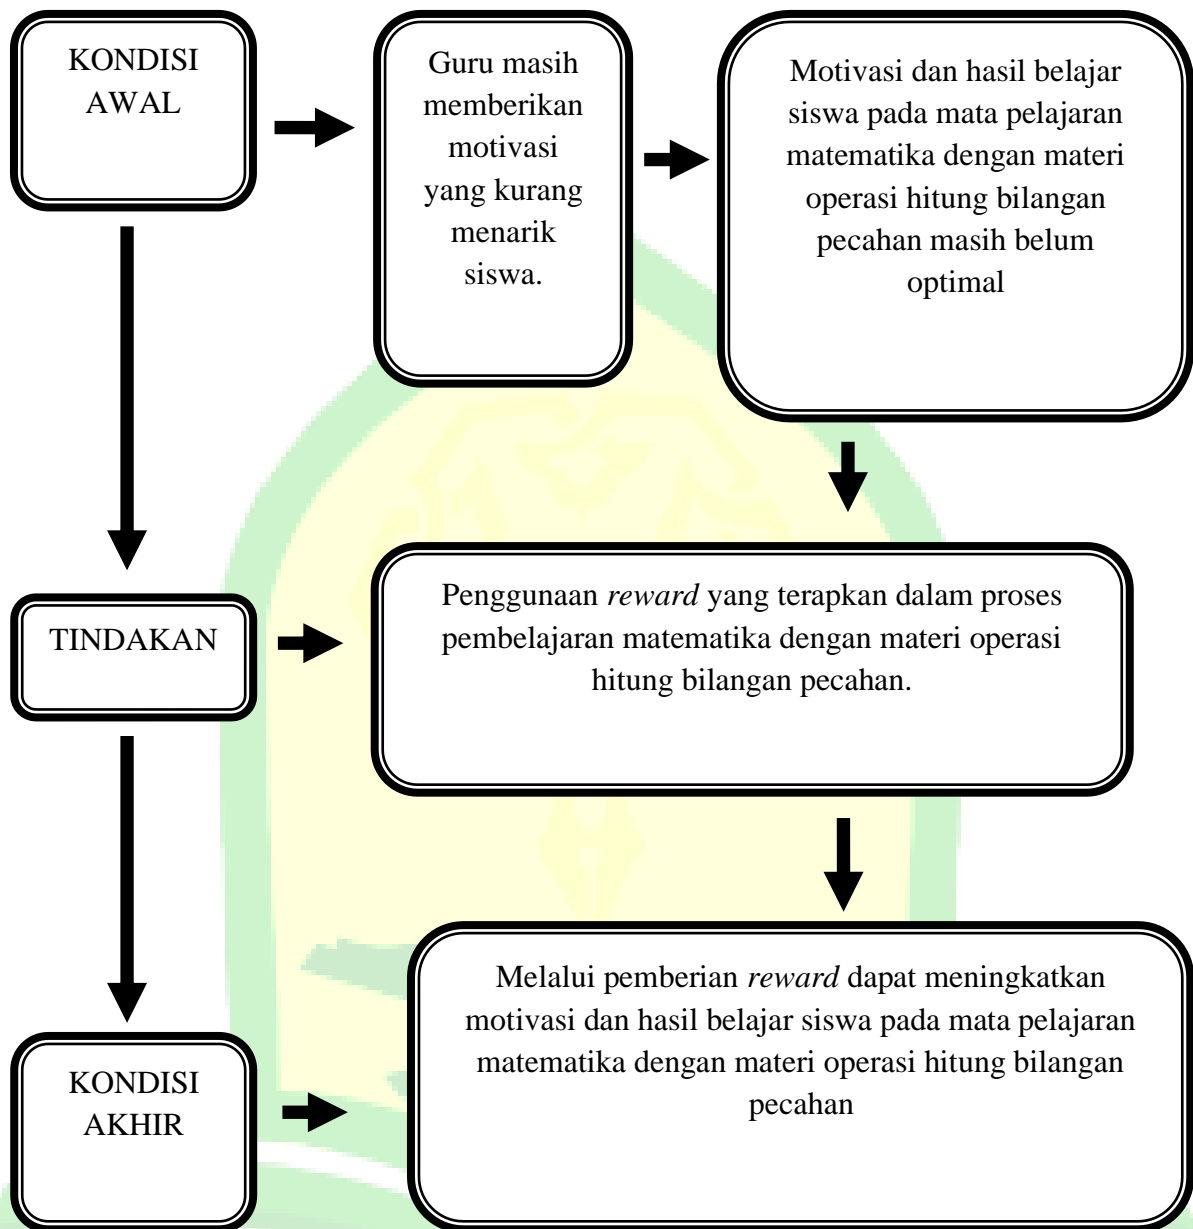 KONDISI
AWAL
Guru masih
memberikan
motivasi
yang kurang
menarik
siswa.
Motivasi dan hasil belajar
siswa pada mata pelajaran
matematika dengan materi
operasi hitung bilangan
pecahan masih belum
optimal
TINDAKAN
Penggunaan reward yang terapkan dalam proses
pembelajaran matematika dengan materi operasi
hitung bilangan pecahan.
KONDISI
AKHIR
Melalui pemberian reward dapat meningkatkan
motivasi dan hasil belajar siswa pada mata pelajaran
matematika dengan materi operasi hitung bilangan
pecahan